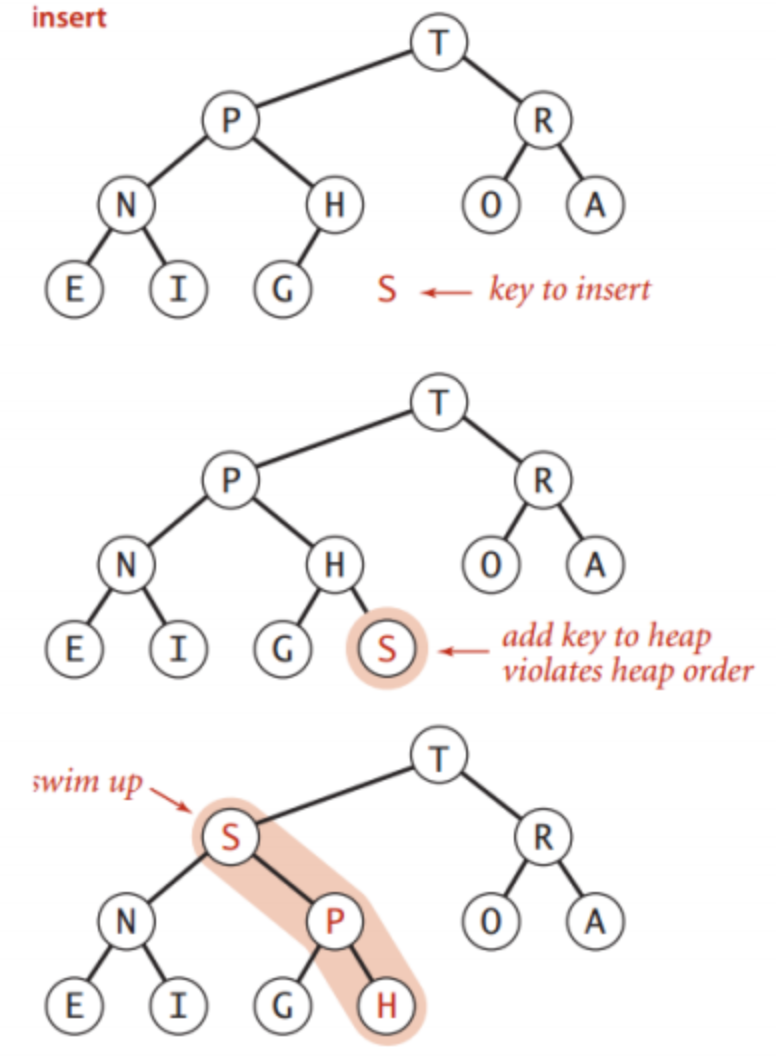 insert
T
P R
N H O A
E I G S key to insert
T
P R
N H O A
E I G S add key to heap
violates heap order
T
swim up
S R
N P O A
E I G H